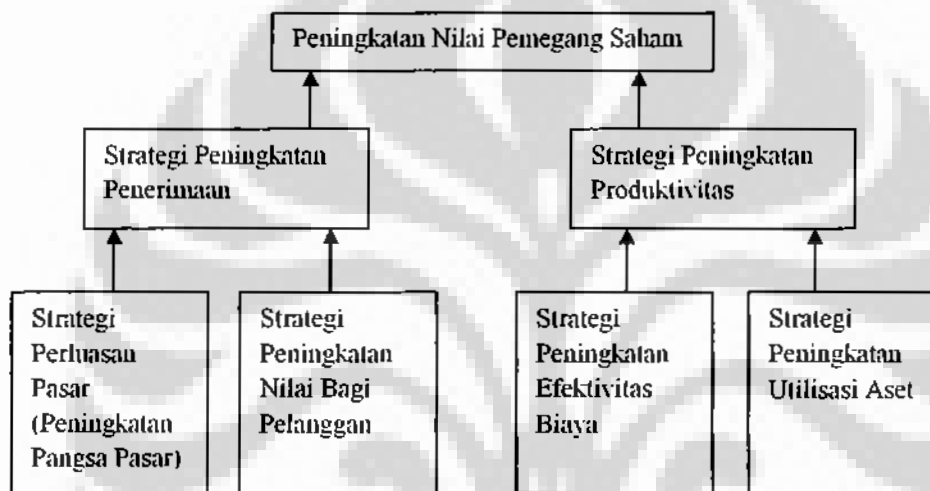 Peningkatan Nilai Pemegang Saham
Strategi Peningkatan
Penerimaan
Strategi Peningkatan
Produktivitas
Strategi
Perluasan
Pasar
(Peningkatan
Pangsa Pasar)
Strategi
Peningkatan
Nilai Bagi
Pelanggan
Strategi
Peningkatan
Efektivitas
Biaya
Strategi
Peningkatan
Utilisasi Aset